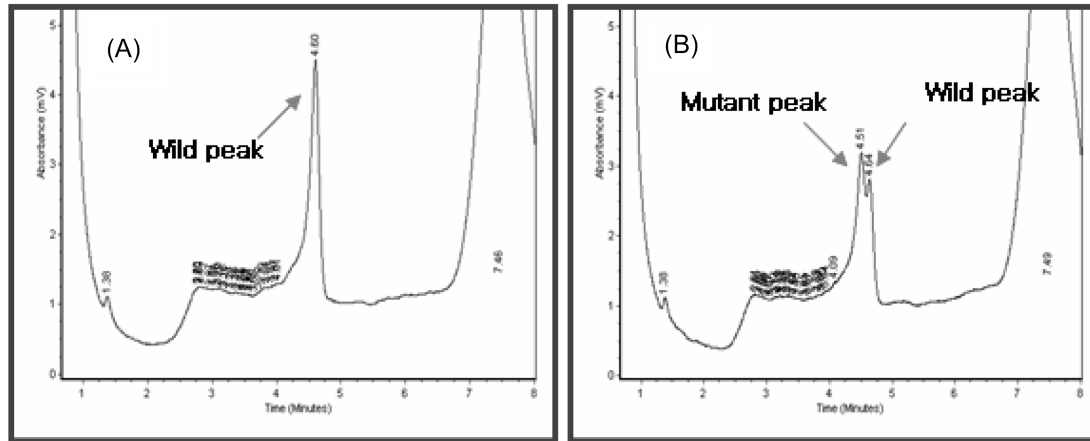 (A)
Absorbance (mV)
5
4
3
2
1
0
1.38
Wild peak
4.60
7.46
1 2 3 4 5 6 7 8
Time (Minutes)
(B)
Absorbance (mV)
5
4
3
2
1
0
1.38
Mutant peak
Wild peak
4.09
4.51
4.64
7.49
1 2 3 4 5 6 7 8
Time (Minutes)